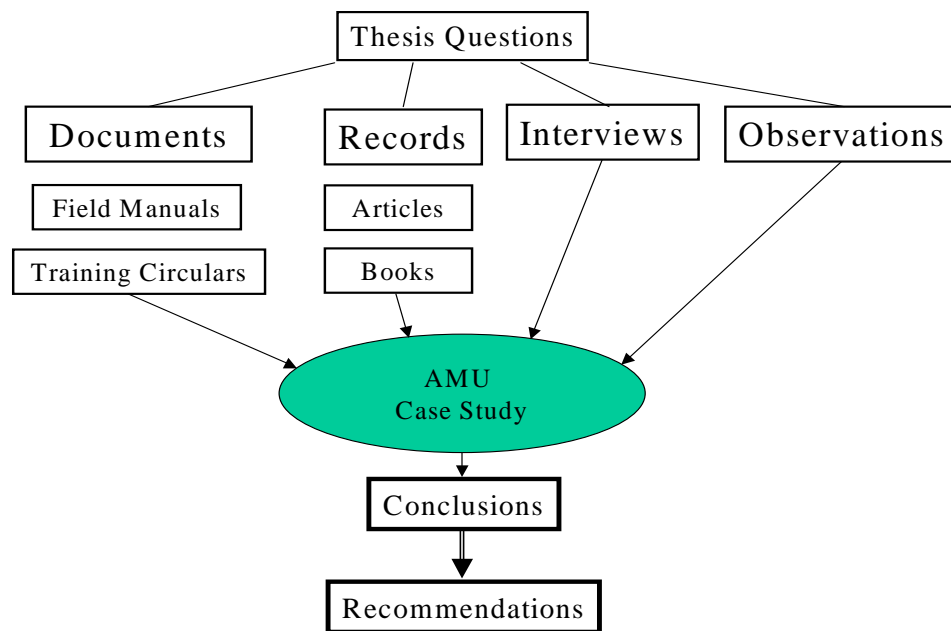 Thesis Questions
Documents
Records
Interviews
Observations
Field Manuals
Articles
Training Circulars
Books
AMU
Case Study
Conclusions
Recommendations